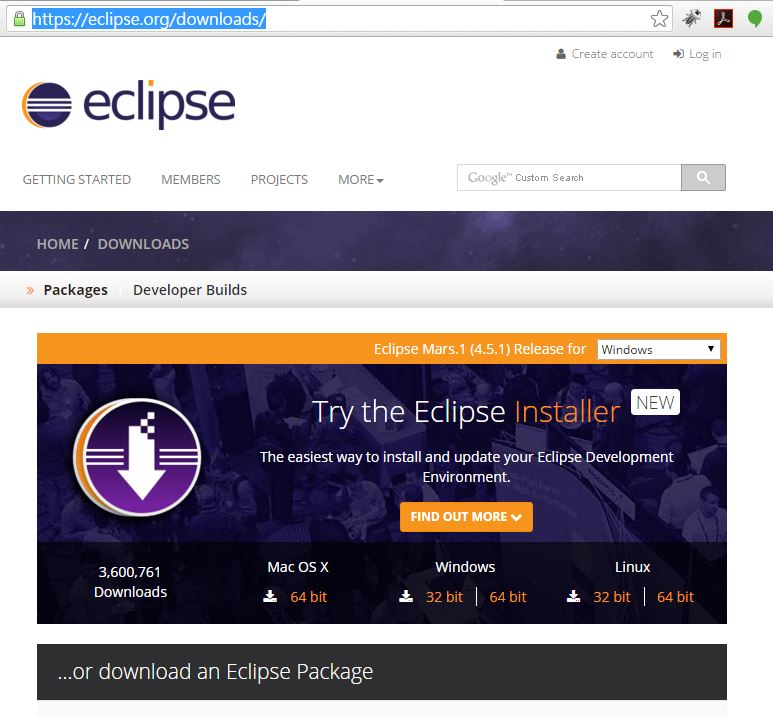 https://eclipse.org/downloads/
Create account Log in
eclipse
GETTING STARTED MEMBERS PROJECTS MORE
Google™ Custom Search
HOME / DOWNLOADS
» Packages Developer Builds
Eclipse Mars.1 (4.5.1) Release for Windows
Try the Eclipse Installer NEW
The easiest way to install and update your Eclipse Development
Environment.
FIND OUT MORE
3,600,761
Downloads
Mac OS X
64 bit
Windows
32 bit | 64 bit
Linux
32 bit | 64 bit
...or download an Eclipse Package